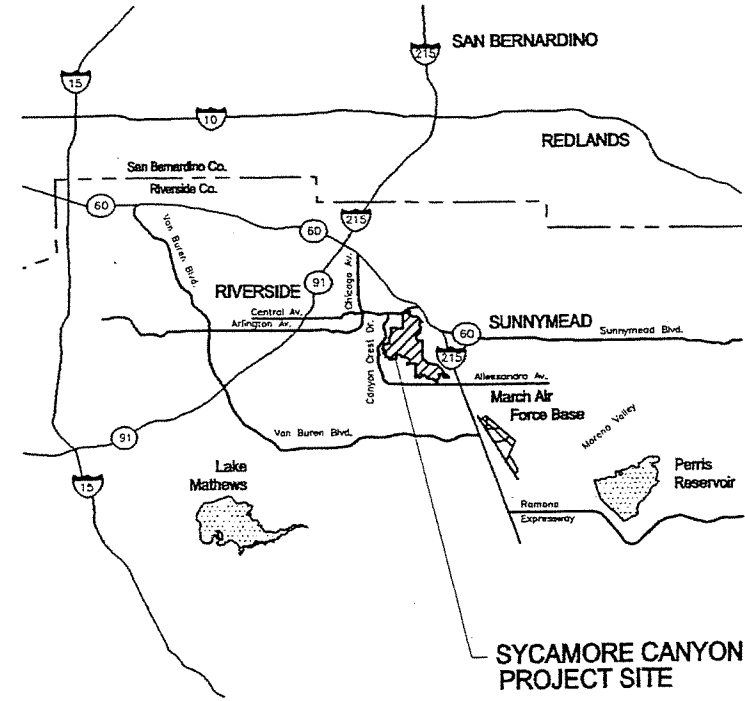 215
SAN BERNARDINO
15
10
REDLANDS
San Bernardino Co.
Riverside Co.
60
Van Buren Blvd.
60
215
91
RIVERSIDE
Chicago Av.
Central Av.
Arlington Av.
SUNNYMEAD
60
Sunnymead Blvd.
215
Canyon Crest Dr.
Allessandro Av.
March Air
Force Base
Moreno Valley
91
Van Buren Blvd.
Lake
Mathews
15
Perris
Reservoir
Ramona
Expressway
SYCAMORE CANYON
PROJECT SITE